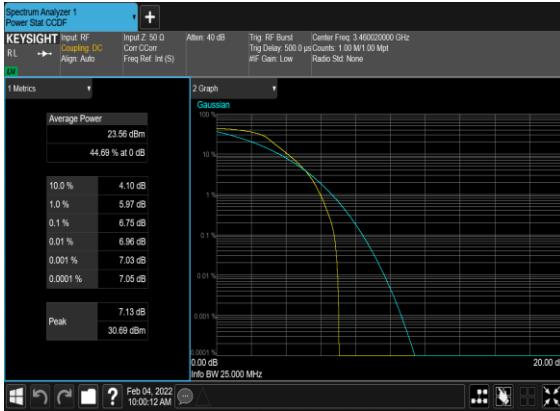 Spectrum Analyzer 1
Power Stat CCDF
+
KEYSIGHT
RL
Input: RF
Coupling: DC
Align: Auto
Input Z: 50 Ω
Corr CCorr
Freq Ref: Int (S)
Atten: 40 dB
Trig: RF Burst
Trig Delay: 500.0 µs
#IF Gain: Low
Center Freq: 3.460020000 GHz
Counts: 1.00 M/1.00 Mpt
Radio Std: None
1 Metrics
Average Power
23.56 dBm
44.69 % at 0 dB
10.0 % 4.10 dB
1.0 % 5.97 dB
0.1 % 6.75 dB
0.01 % 6.96 dB
0.001 % 7.03 dB
0.0001 % 7.05 dB
Peak
7.13 dB
30.69 dBm
2 Graph
Gaussian
100 %
10 %
1 %
0.1 %
0.01 %
0.001 %
0.0001 %
0.00 dB
20.00 d
Info BW 25.000 MHz
?
Feb 04, 2022
10:00:12 AM